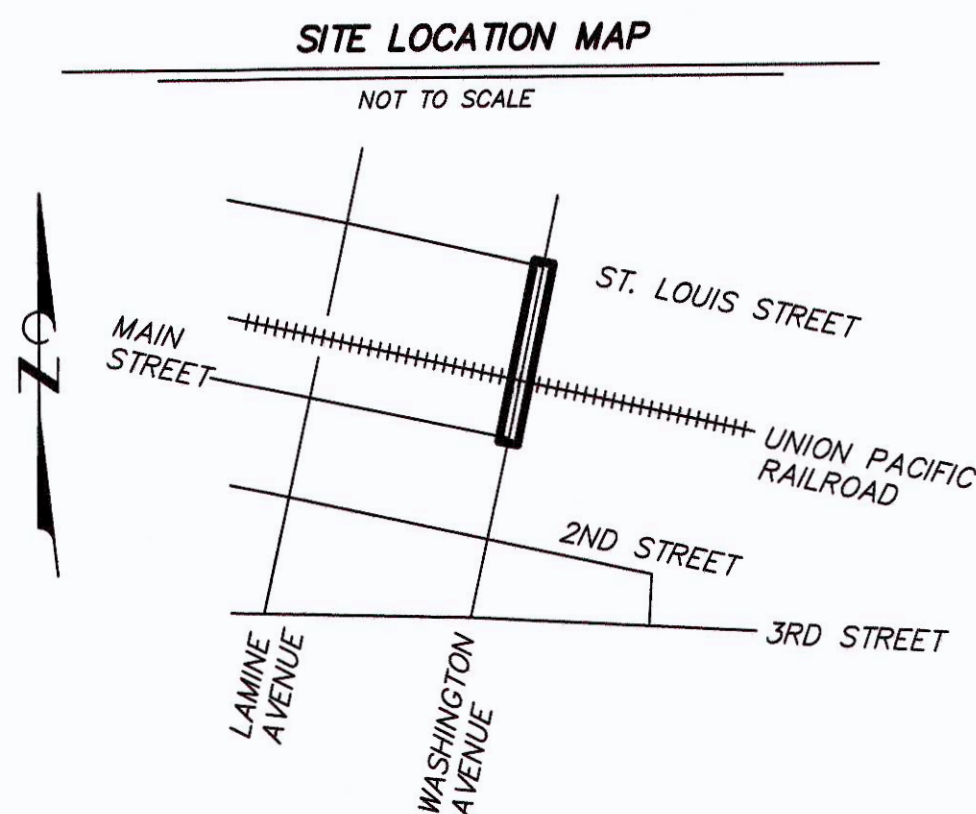 SITE LOCATION MAP
NOT TO SCALE
N
ST. LOUIS STREET
MAIN
STREET
UNION PACIFIC
RAILROAD
2ND STREET
3RD STREET
LAMINE
AVENUE
WASHINGTON
AVENUE